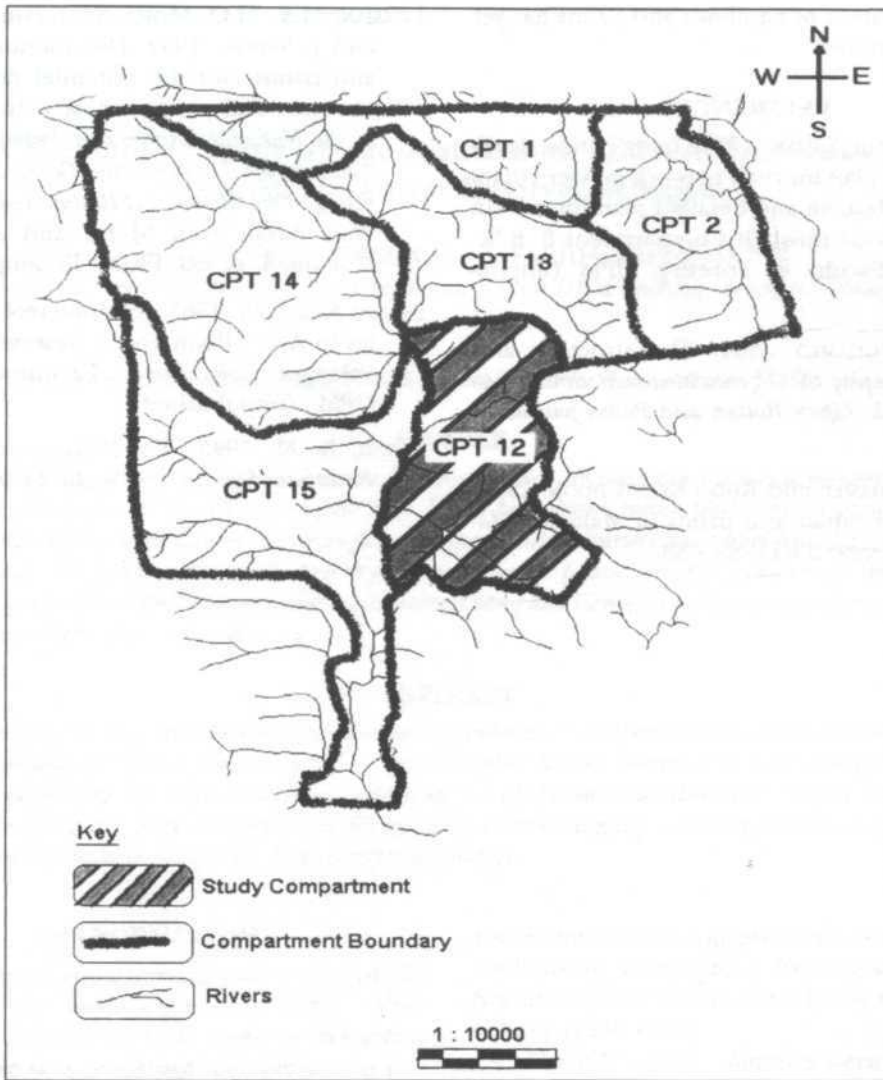 N
W E
S
CPT 1
CPT 2
CPT 13
CPT 14
CPT 12
CPT 15
Key
Study Compartment
Compartment Boundary
Rivers
1 : 10000